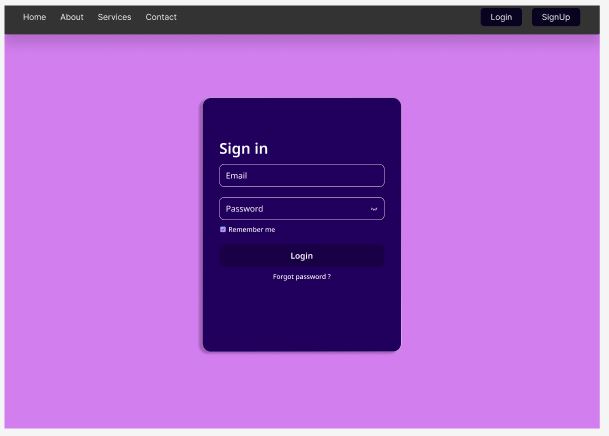 Home About Services Contact Login SignUp
Sign in
Email
Password
Remember me
Login
Forgot password ?